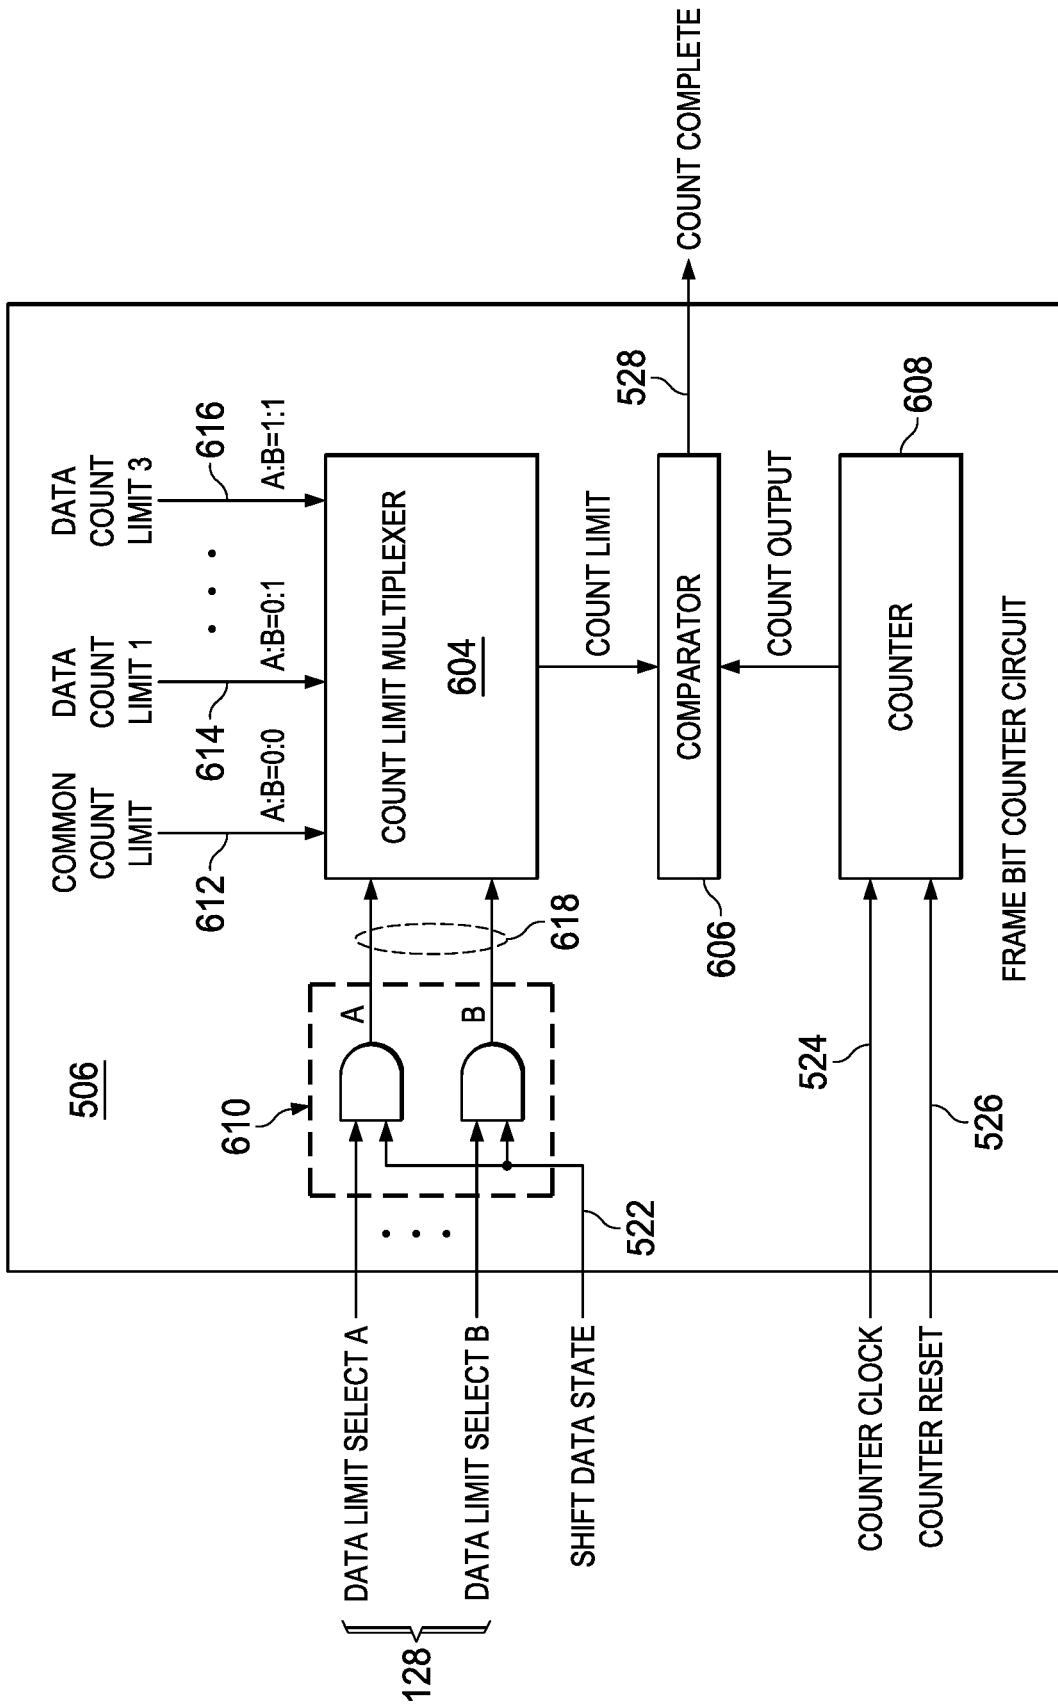 506
COMMON
COUNT
LIMIT
DATA
COUNT
LIMIT 1
DATA
COUNT
LIMIT 3
612
614
616
A:B=0:0
A:B=0:1
A:B=1:1
610
A
B
618
COUNT LIMIT MULTIPLEXER
604
128
DATA LIMIT SELECT A
DATA LIMIT SELECT B
SHIFT DATA STATE
522
COUNT LIMIT
528
COUNT COMPLETE
COMPARATOR
606
COUNT OUTPUT
608
COUNTER
COUNTER CLOCK
COUNTER RESET
524
526
FRAME BIT COUNTER CIRCUIT